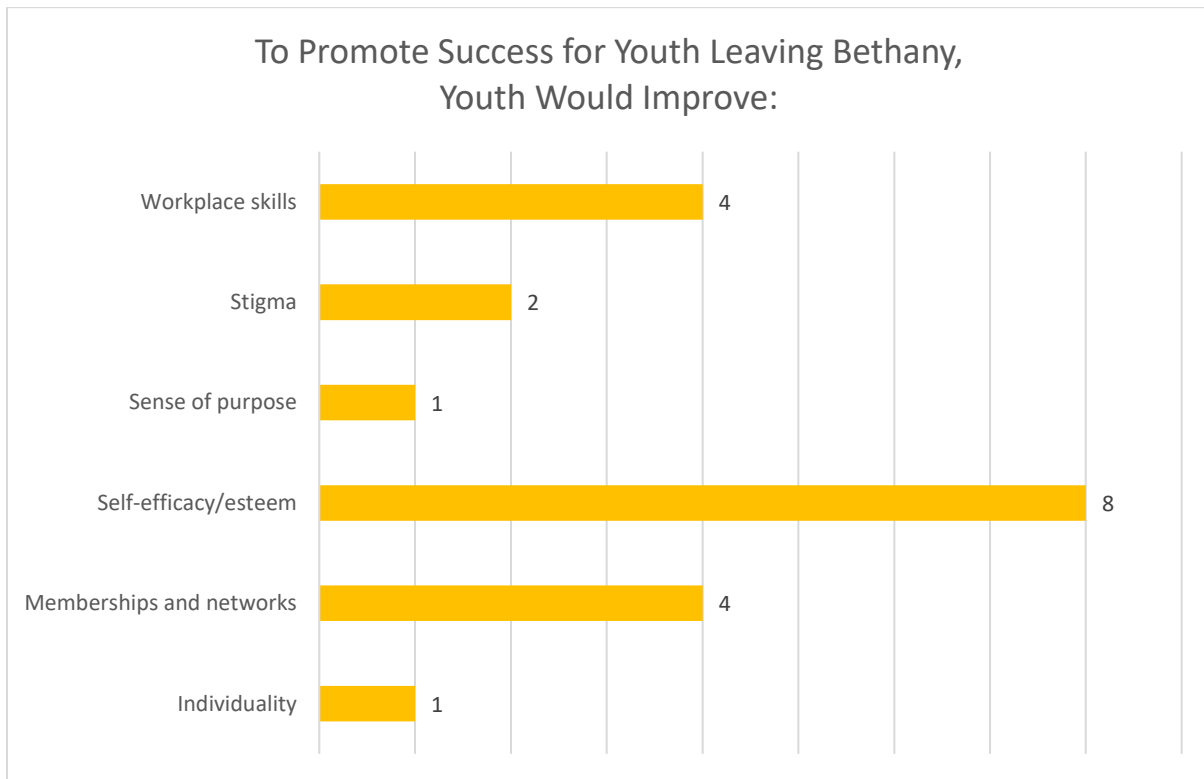 To Promote Success for Youth Leaving Bethany,
Youth Would Improve:
Workplace skills
4
Stigma
2
Sense of purpose
1
Self-efficacy/esteem
8
Memberships and networks
4
Individuality
1